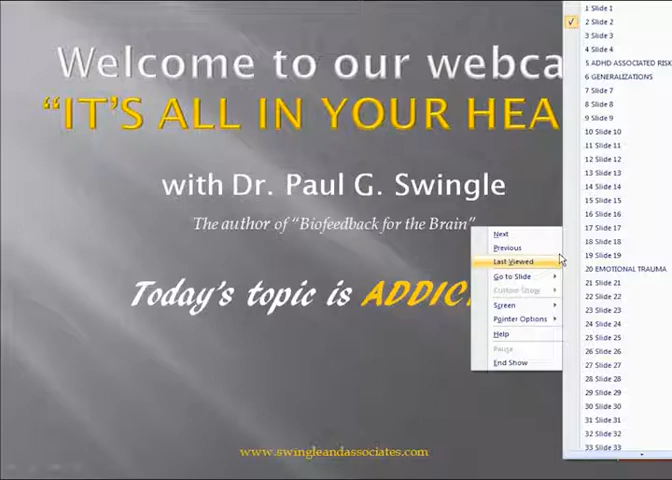 Welcome to our webca
“IT’S ALL IN YOUR HEA
with Dr. Paul G. Swingle
The author of “Biofeedback for the Brain”
Today’s topic is ADDIC
www.swingleandassociates.com
Next
Previous
Last Viewed
Go to Slide
Custom Show
Screen
Pointer Options
Help
Pause
End Show
1 Slide 1
2 Slide 2
3 Slide 3
4 Slide 4
5 ADHD ASSOCIATED RISK
6 GENERALIZATIONS
7 Slide 7
8 Slide 8
9 Slide 9
10 Slide 10
11 Slide 11
12 Slide 12
13 Slide 13
14 Slide 14
15 Slide 15
16 Slide 16
17 Slide 17
18 Slide 18
19 Slide 19
20 EMOTIONAL TRAUMA
21 Slide 21
22 Slide 22
23 Slide 23
24 Slide 24
25 Slide 25
26 Slide 26
27 Slide 27
28 Slide 28
29 Slide 29
30 Slide 30
31 Slide 31
32 Slide 32
33 Slide 33